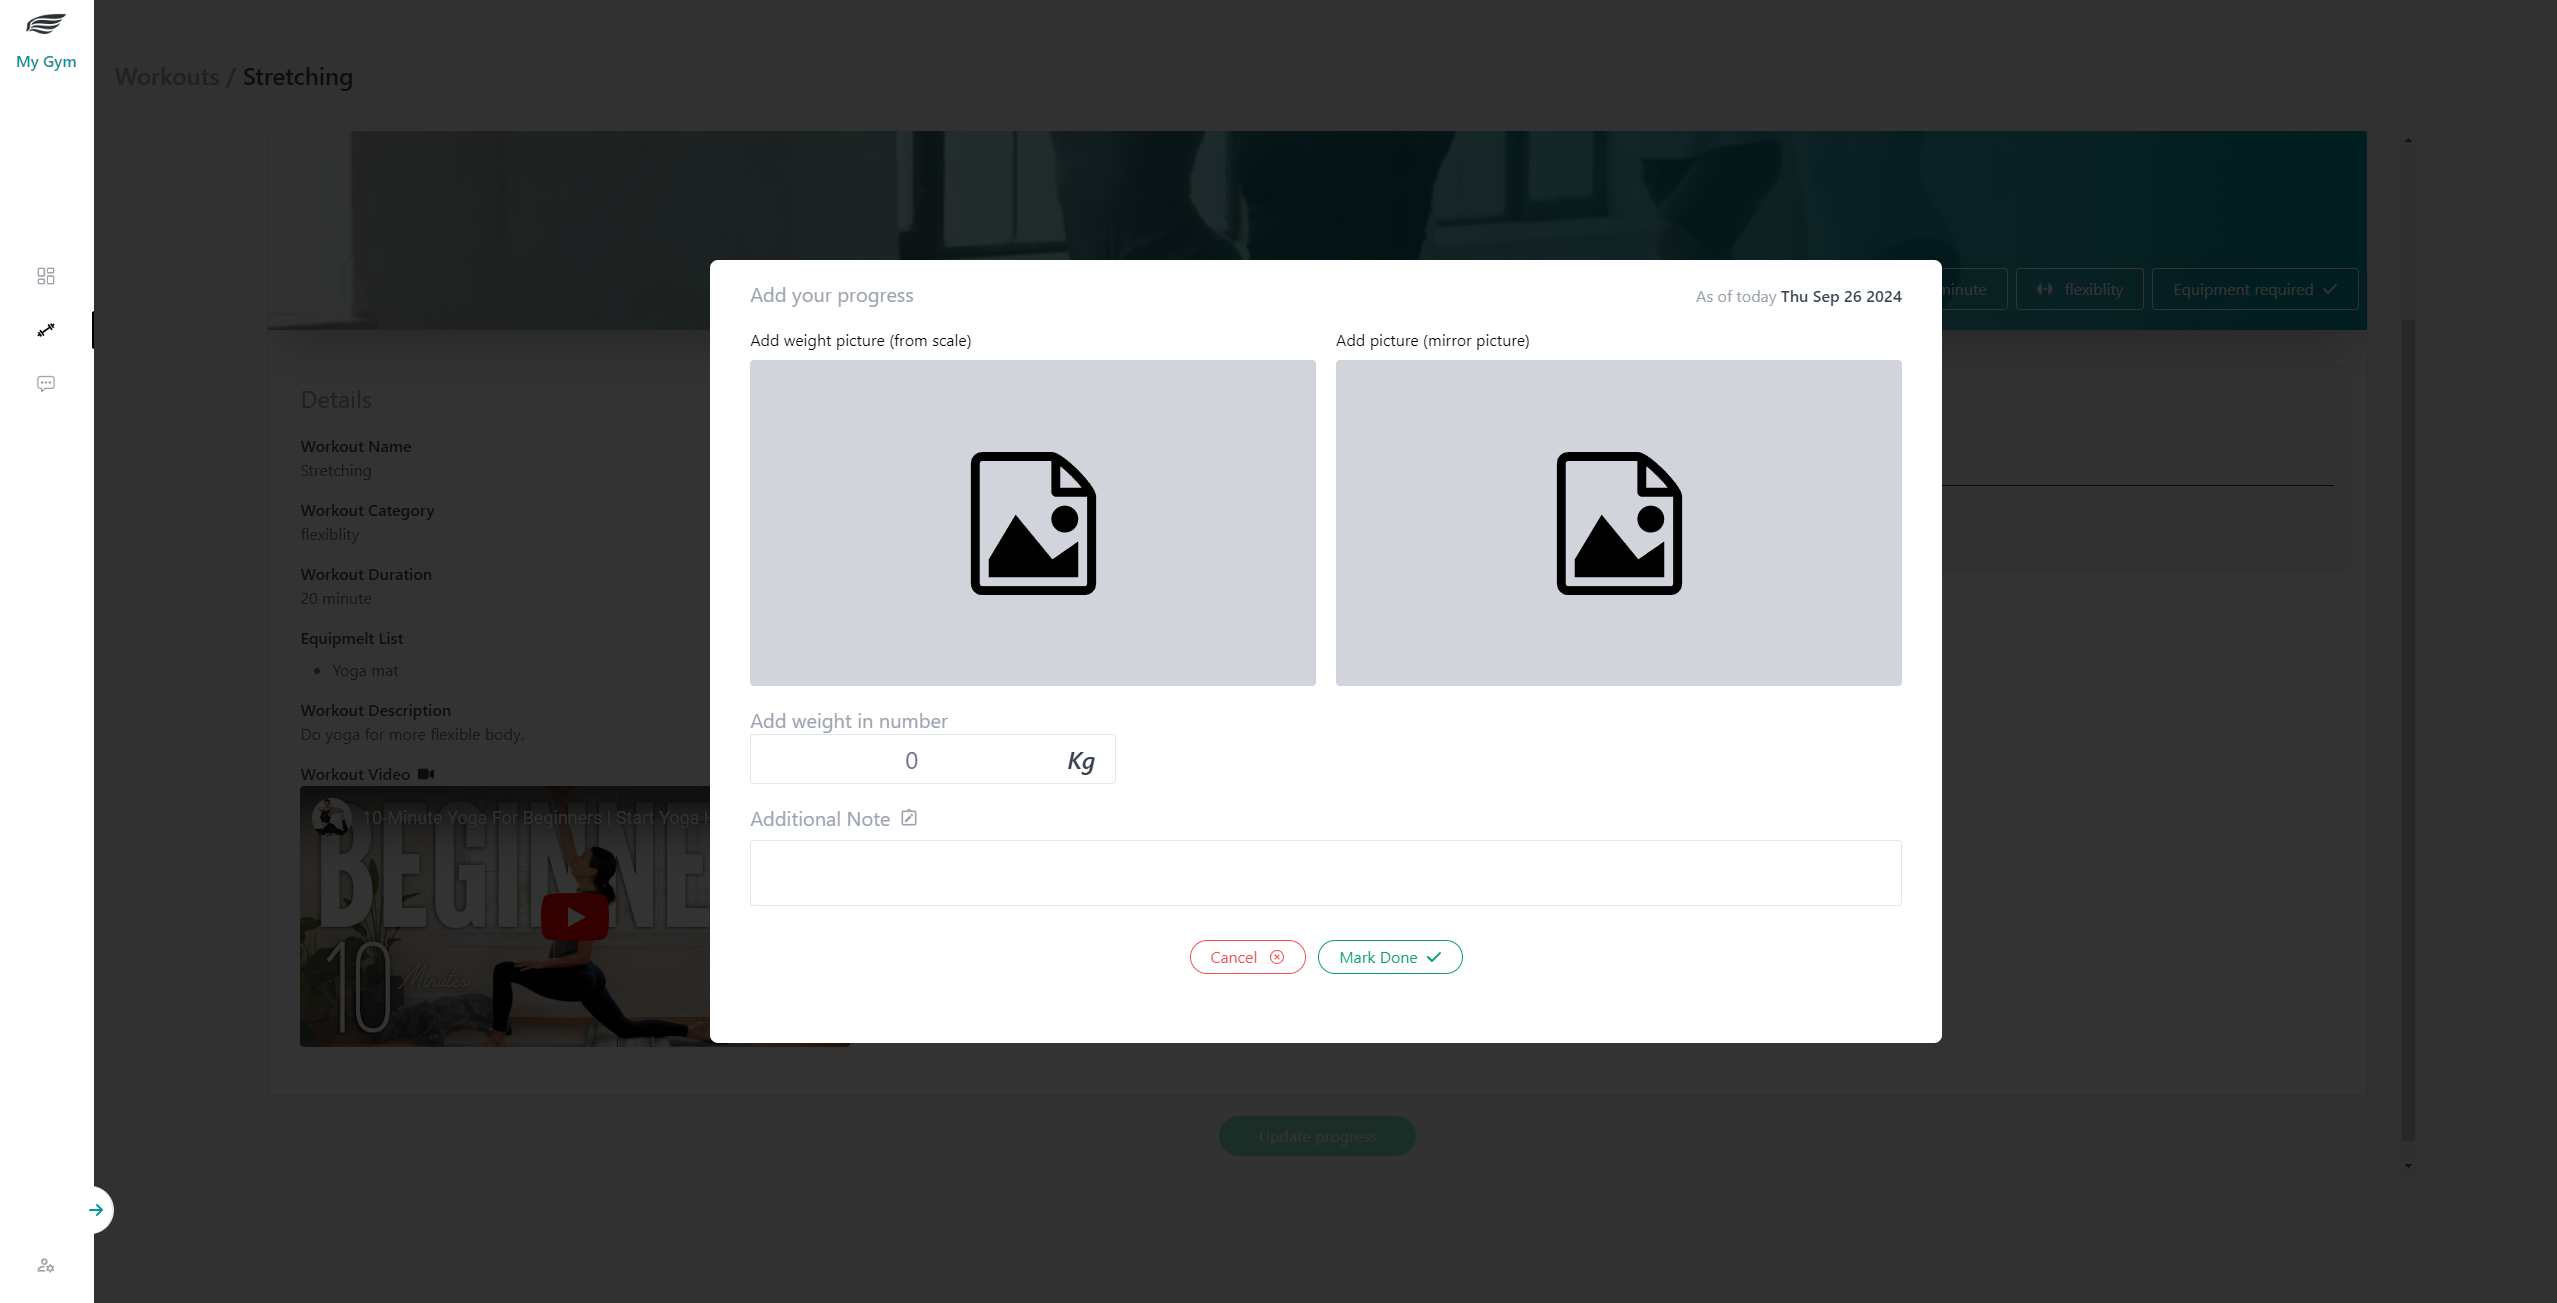 My Gym
Workouts / Stretching
minute
flexiblity
Equipment required
Add your progress
As of today Thu Sep 26 2024
Add weight picture (from scale)
Add picture (mirror picture)
Add weight in number
0
Kg
Additional Note
Cancel
Mark Done
Details
Workout Name
Stretching
Workout Category
flexiblity
Workout Duration
20 minute
Equipmelt List
Yoga mat
Workout Description
Do yoga for more flexible body.
Workout Video
10-Minute Yoga For Beginners | Start Yoga
BEGINNE
10
Minutes
Update progress